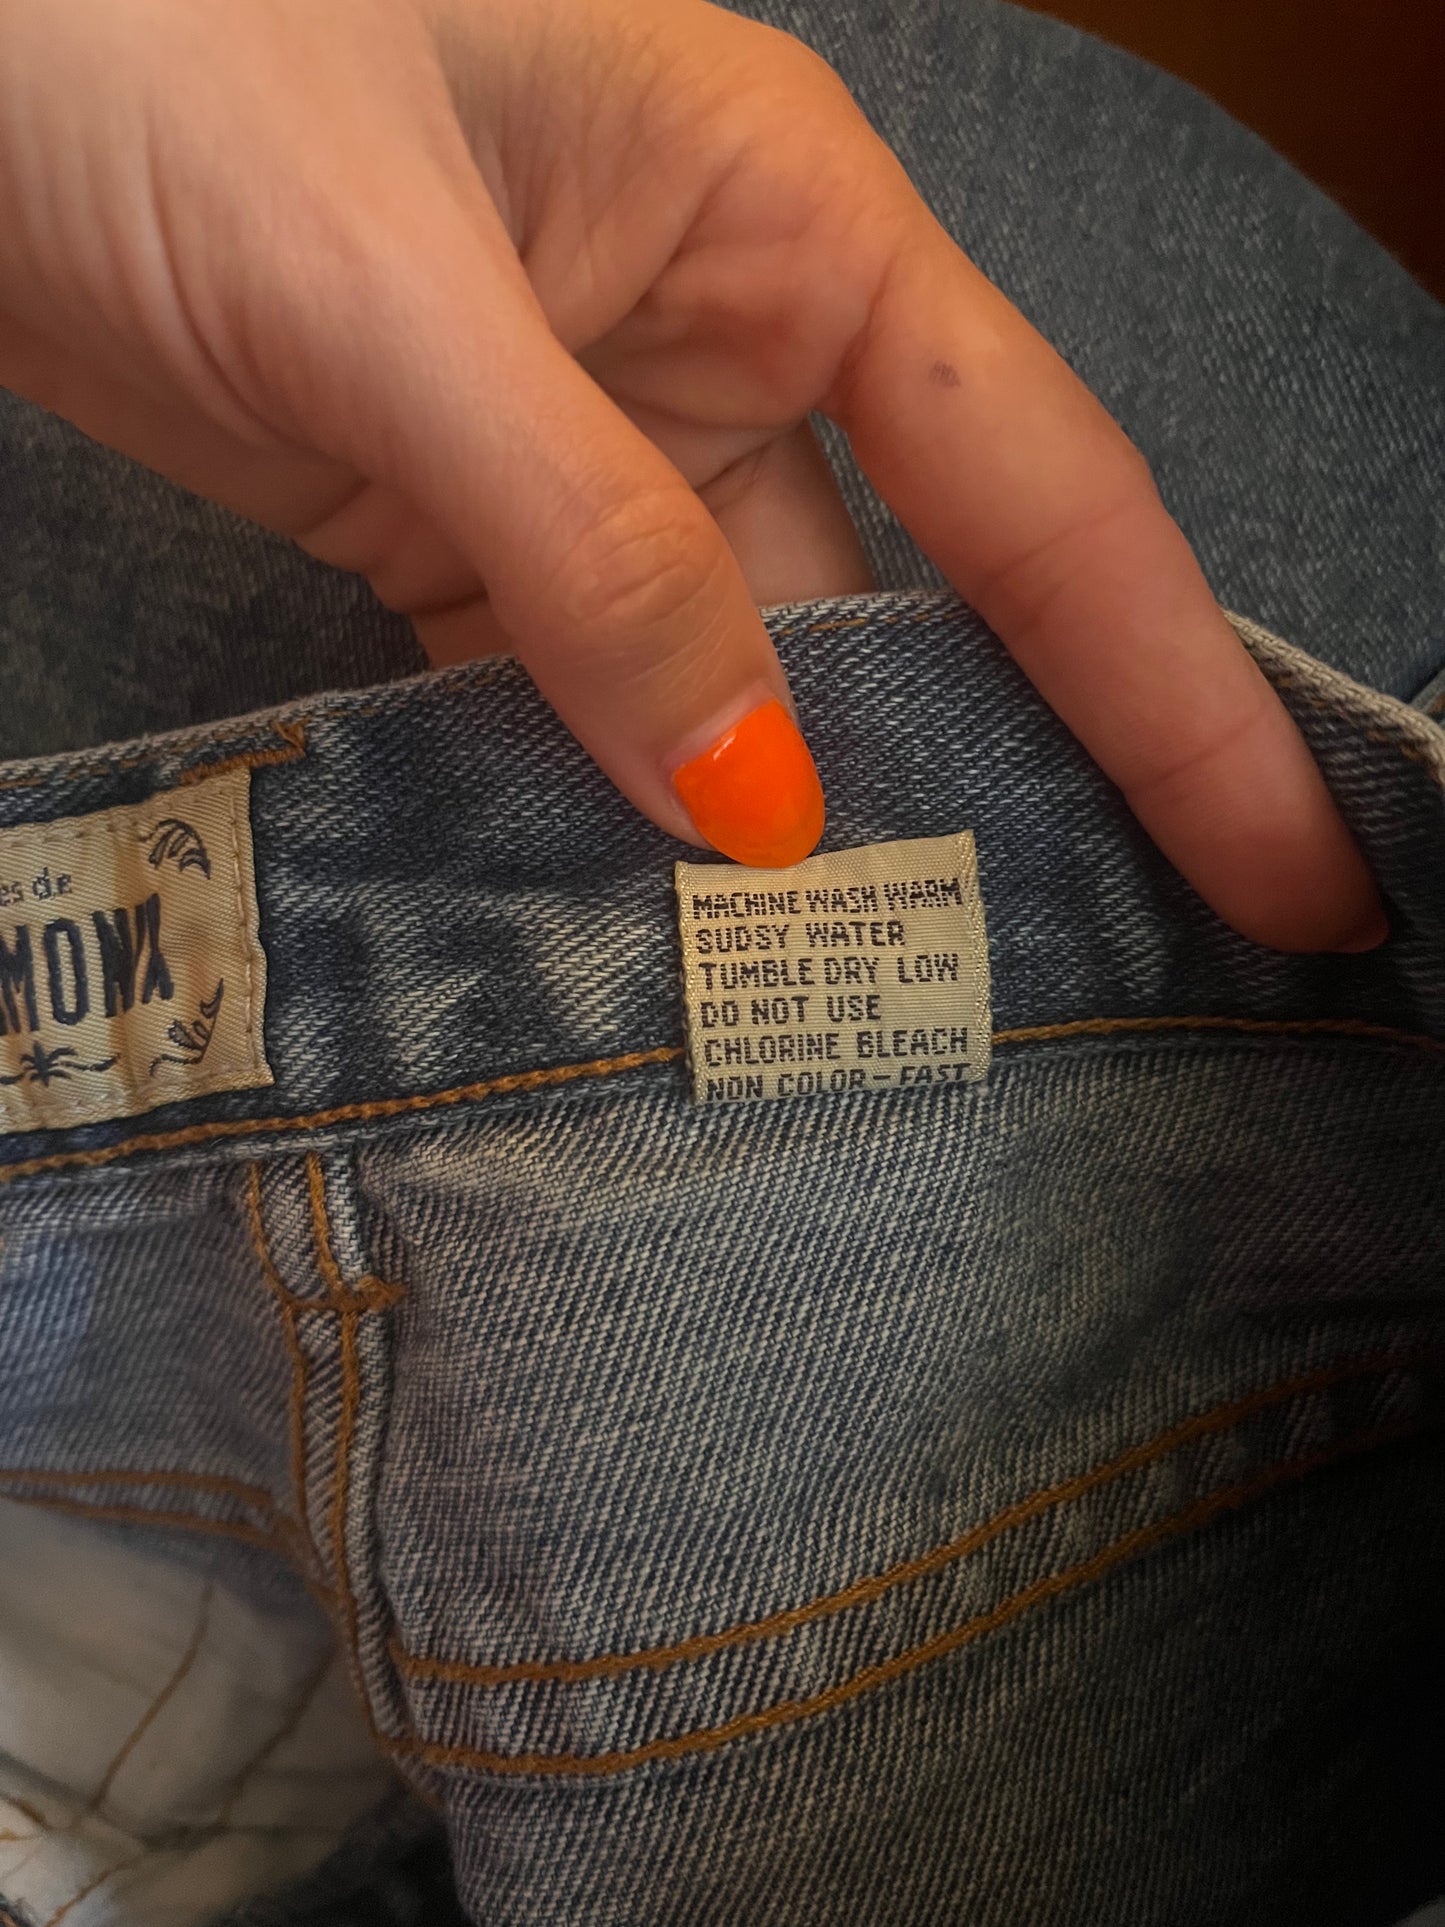 es de
MONX
MACHINE WASH WARM
SUDSY WATER
TUMBLE DRY LOW
DO NOT USE
CHLORINE BLEACH
NON COLOR-FAST